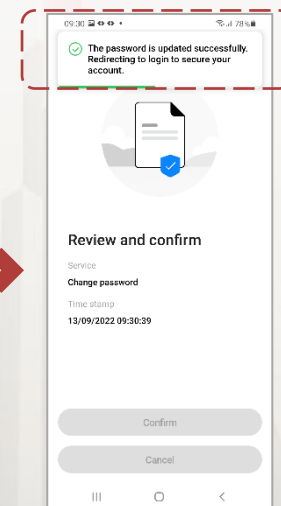 09:30
78%
The password is updated successfully.
Redirecting to login to secure your
account.
Review and confirm
Service
Change password
Time stamp
13/09/2022 09:30:39
Confirm
Cancel